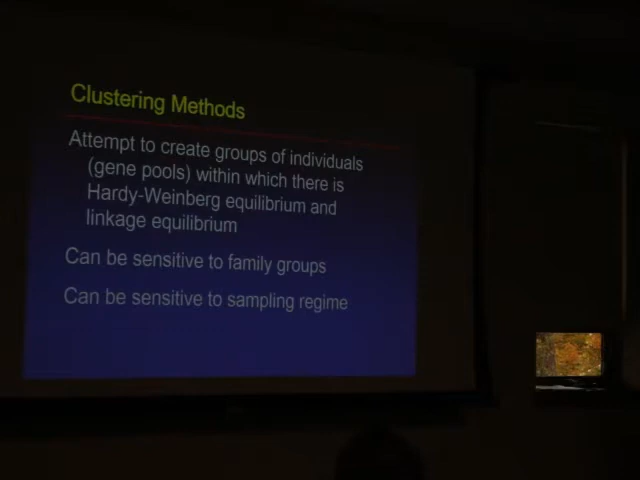 Clustering Methods
Attempt to create groups of individuals
(gene pools) within which there is
Hardy-Weinberg equilibrium and
linkage equilibrium
Can be sensitive to family groups
Can be sensitive to sampling regime